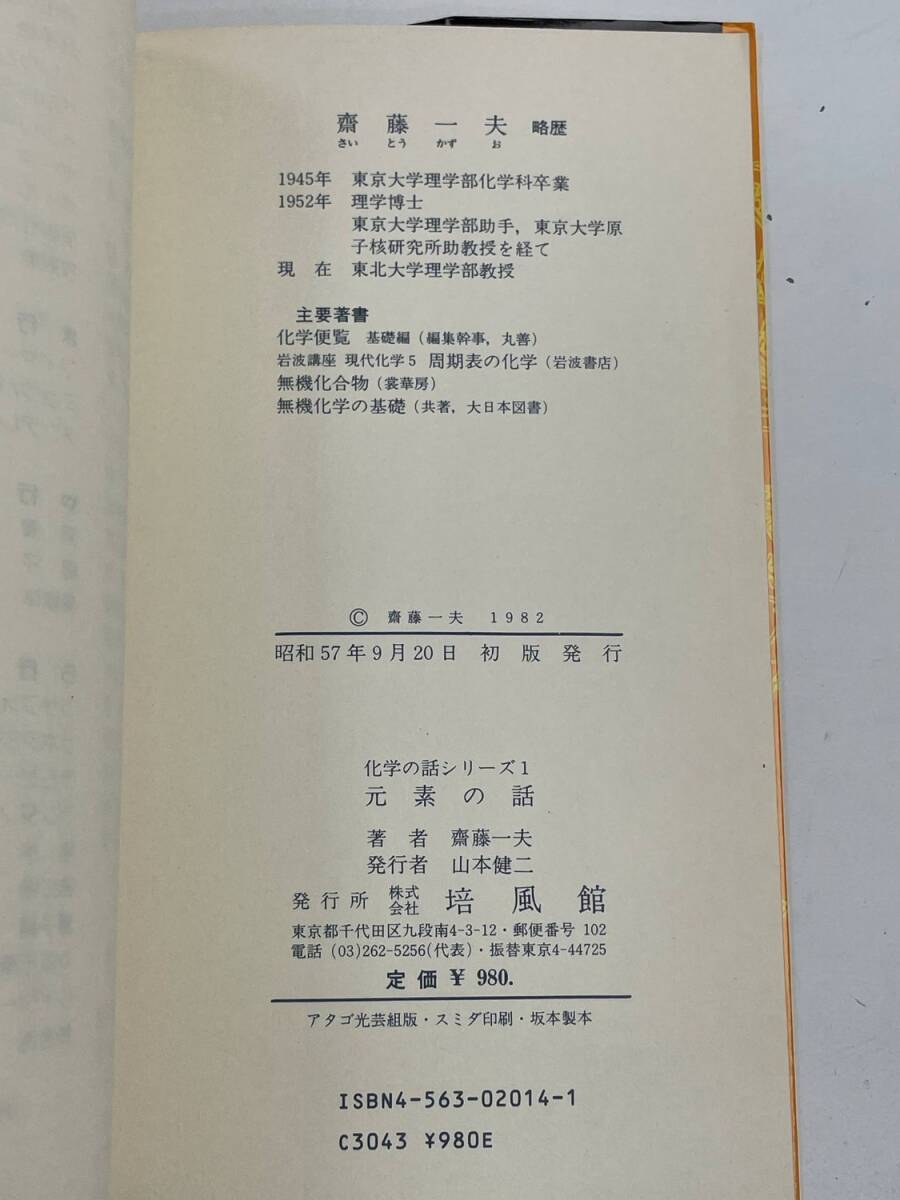 齋藤一夫 略歴
さいとうかずお
1945年 東京大学理学部化学科卒業
1952年 理学博士
東京大学理学部助手，東京大学原
子核研究所助教授を経て
現在 東北大学理学部教授
主要著書
化学便覧 基礎編（編集幹事，丸善）
岩波講座 現代化学5 周期表の化学（岩波書店）
無機化合物（裳華房）
無機化学の基礎（共著，大日本図書）
© 齋藤一夫 1982
昭和57年9月20日 初版発行
化学の話シリーズ1
元素の話
著者 齋藤一夫
発行者 山本健二
発行所 株式会社 培風館
東京都千代田区九段南4-3-12・郵便番号 102
電話 (03)262-5256(代表)・振替東京4-44725
定価￥980.
アタゴ光芸組版・スミダ印刷・坂本製本
ISBN4-563-02014-1
C3043 ¥980E